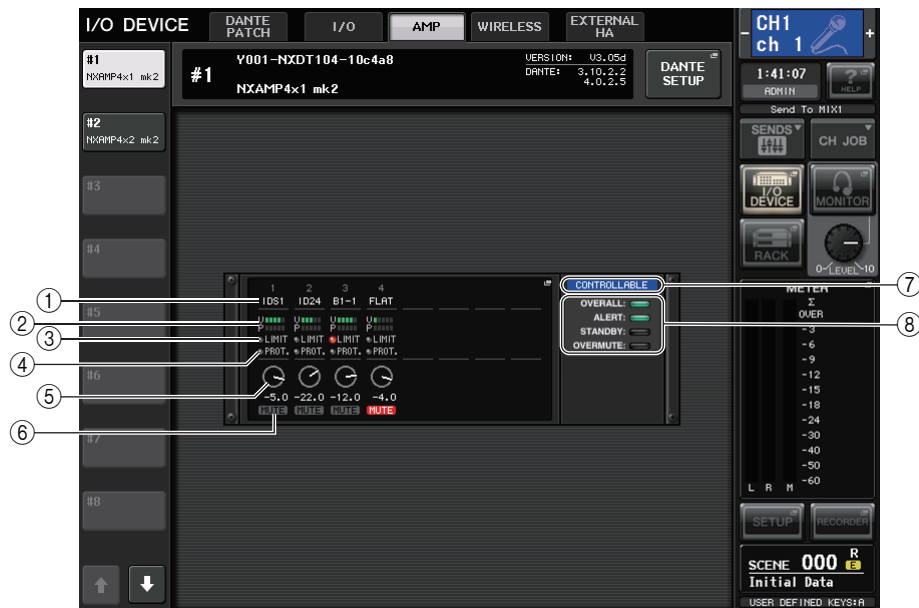 I/O DEVICE
DANTE PATCH
I/O
AMP
WIRELESS
EXTERNAL HA
- CH1 +
ch 1
#1
NXAMP4x1 mk2
#1
Y001-NXDT104-10c4a8
NXAMP4x1 mk2
VERSION: V3.05d
DANTE: 3.10.2.2
4.0.2.5
DANTE SETUP
1:41:07
ADMIN
? HELP
Send To MIX1
#2
NXAMP4x2 mk2
SENDS
CH JOB
#3
I/O DEVICE
MONITOR
#4
RACK
0 LEVEL 10
1 2 3 4
① IDS1 ID24 B1-1 FLAT
CONTROLLABLE ⑦
OVERALL:
ALERT:
STANDBY:
OVERMUTE:
⑧
#5
② V V V V
P P P P
③ LIMIT LIMIT LIMIT LIMIT
④ PROT. PROT. PROT. PROT.
#6
⑤ -5.0 -22.0 -12.0 -4.0
⑥ MUTE MUTE MUTE MUTE
METER
Σ
OVER
-3
-6
-9
-12
-15
-18
-24
-30
-40
-50
-60
L R M
#7
#8
SETUP
RECORDER
SCENE 000 R
E
Initial Data
USER DEFINED KEYS:A